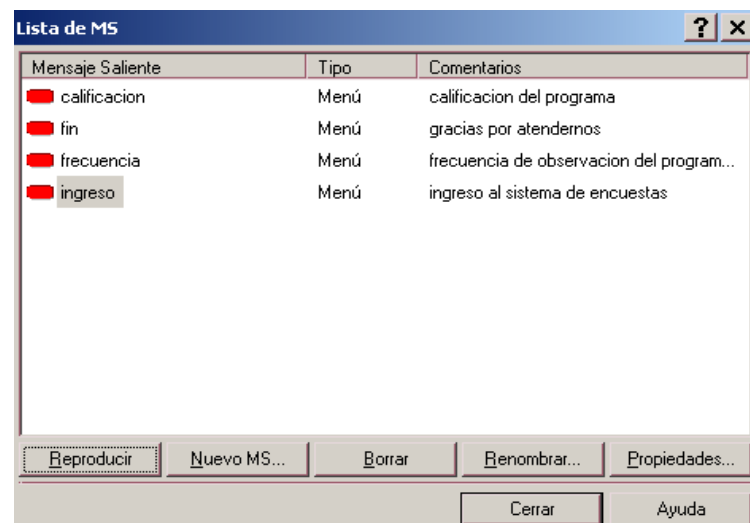 Lista de MS
Mensaje Saliente Tipo Comentarios
calificacion Menú calificacion del programa
fin Menú gracias por atendernos
frecuencia Menú frecuencia de observacion del program...
ingreso Menú ingreso al sistema de encuestas
Reproducir Nuevo MS... Borrar Renombrar... Propiedades...
Cerrar Ayuda